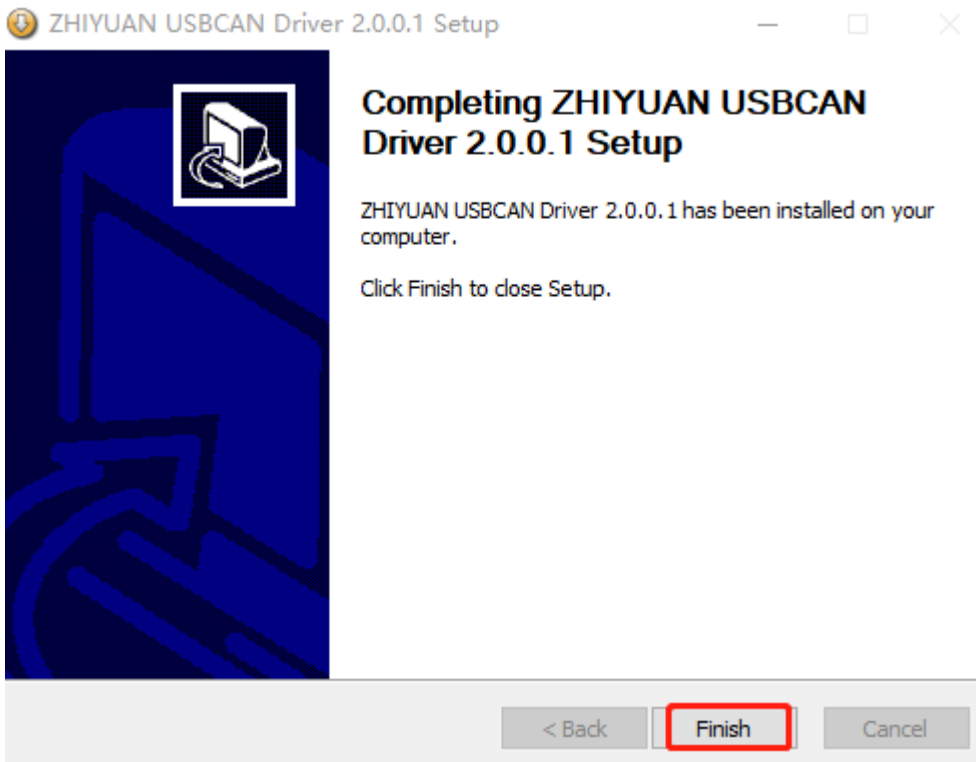 ZHIYUAN USBCAN Driver 2.0.0.1 Setup
Completing ZHIYUAN USBCAN
Driver 2.0.0.1 Setup
ZHIYUAN USBCAN Driver 2.0.0.1 has been installed on your
computer.
Click Finish to close Setup.
< Back Finish Cancel